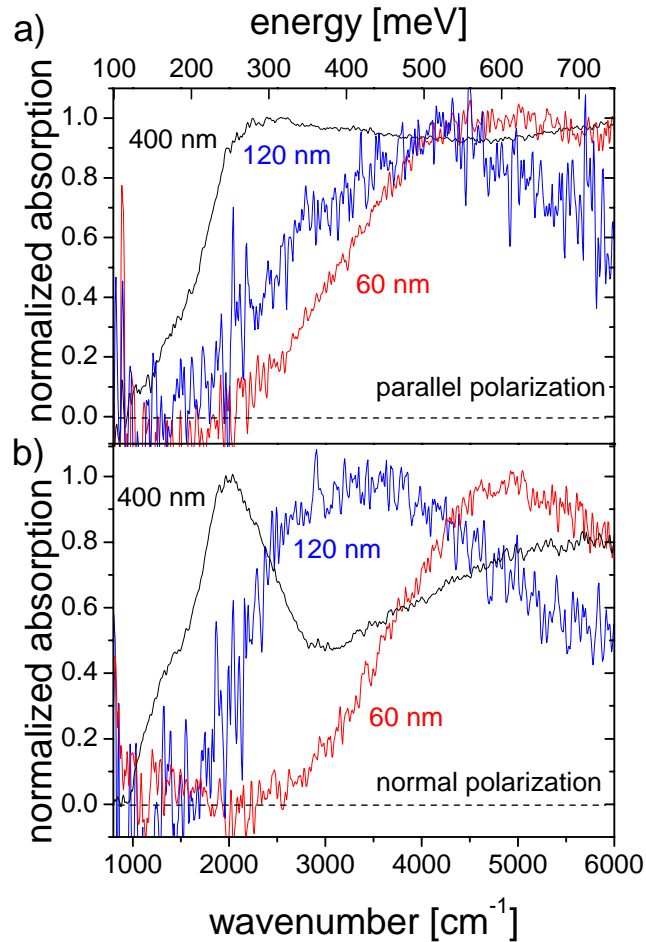 energy [meV]
a)
100 200 300 400 500 600 700
normalized absorption
1.0
0.8
0.6
0.4
0.2
0.0
400 nm
120 nm
60 nm
parallel polarization
b)
normalized absorption
1.0
0.8
0.6
0.4
0.2
0.0
400 nm
120 nm
60 nm
normal polarization
1000 2000 3000 4000 5000 6000
wavenumber [cm⁻¹]